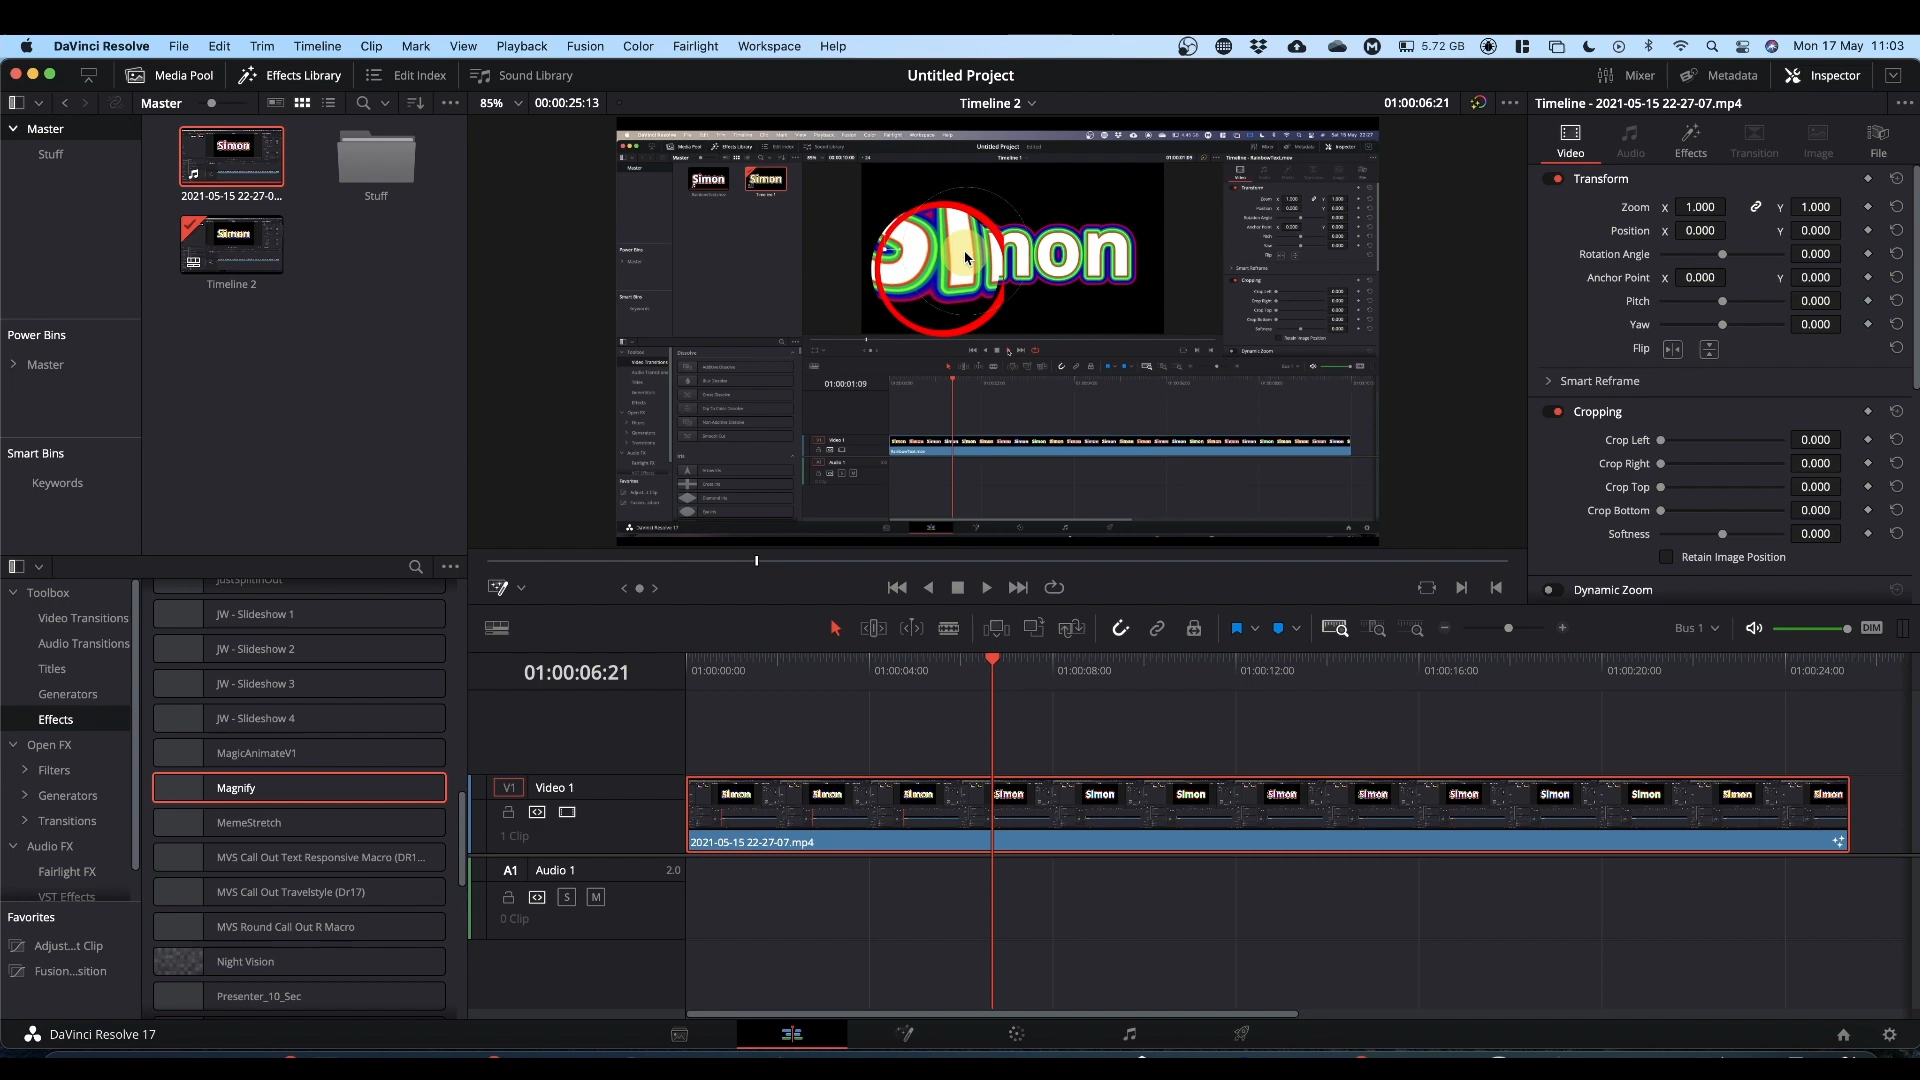 DaVinci Resolve File Edit Trim Timeline Clip Mark View Playback Fusion Color Fairlight Workspace Help 5.72 GB Mon 17 May 11:03
Media Pool Effects Library Edit Index Sound Library Untitled Project Mixer Metadata Inspector
Master 85% 00:00:25:13 Timeline 2 01:00:06:21 Timeline - 2021-05-15 22-27-07.mp4
Master
Stuff
2021-05-15 22-27-0...
Stuff
Timeline 2
Power Bins
Master
Smart Bins
Keywords
Simon
01:00:01:09
Video Audio Effects Transition Image File
Transform
Zoom X 1.000 Y 1.000
Position X 0.000 Y 0.000
Rotation Angle 0.000
Anchor Point X 0.000 Y 0.000
Pitch 0.000
Yaw 0.000
Flip
Smart Reframe
Cropping
Crop Left 0.000
Crop Right 0.000
Crop Top 0.000
Crop Bottom 0.000
Softness 0.000
Retain Image Position
Dynamic Zoom
Toolbox
Video Transitions
Audio Transitions
Titles
Generators
Effects
Open FX
Filters
Generators
Transitions
Audio FX
Fairlight FX
VST Effects
Favorites
Adjust...t Clip
Fusion...sition
JustSplitInOut
JW - Slideshow 1
JW - Slideshow 2
JW - Slideshow 3
JW - Slideshow 4
MagicAnimateV1
Magnify
MemeStretch
MVS Call Out Text Responsive Macro (DR1...
MVS Call Out Travelstyle (Dr17)
MVS Round Call Out R Macro
Night Vision
Presenter_10_Sec
Bus 1 DIM
01:00:06:21
01:00:00:00 01:00:04:00 01:00:08:00 01:00:12:00 01:00:16:00 01:00:20:00 01:00:24:00
V1 Video 1
1 Clip
2021-05-15 22-27-07.mp4
A1 Audio 1 2.0
S M
0 Clip
DaVinci Resolve 17